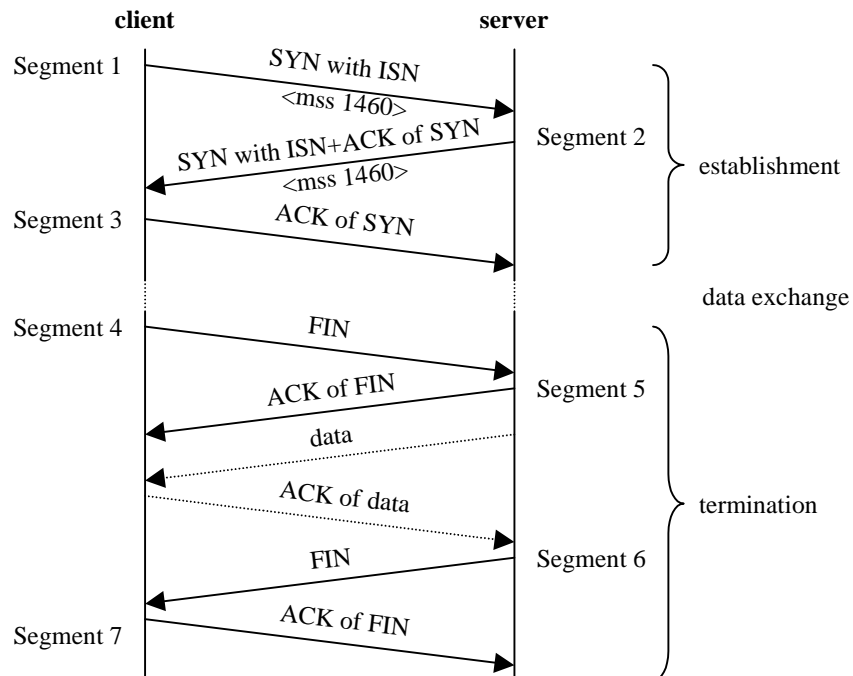 client
server
Segment 1
SYN with ISN
<mss 1460>
SYN with ISN+ACK of SYN
Segment 2
<mss 1460>
establishment
Segment 3
ACK of SYN
data exchange
Segment 4
FIN
ACK of FIN
Segment 5
data
ACK of data
termination
FIN
Segment 6
ACK of FIN
Segment 7